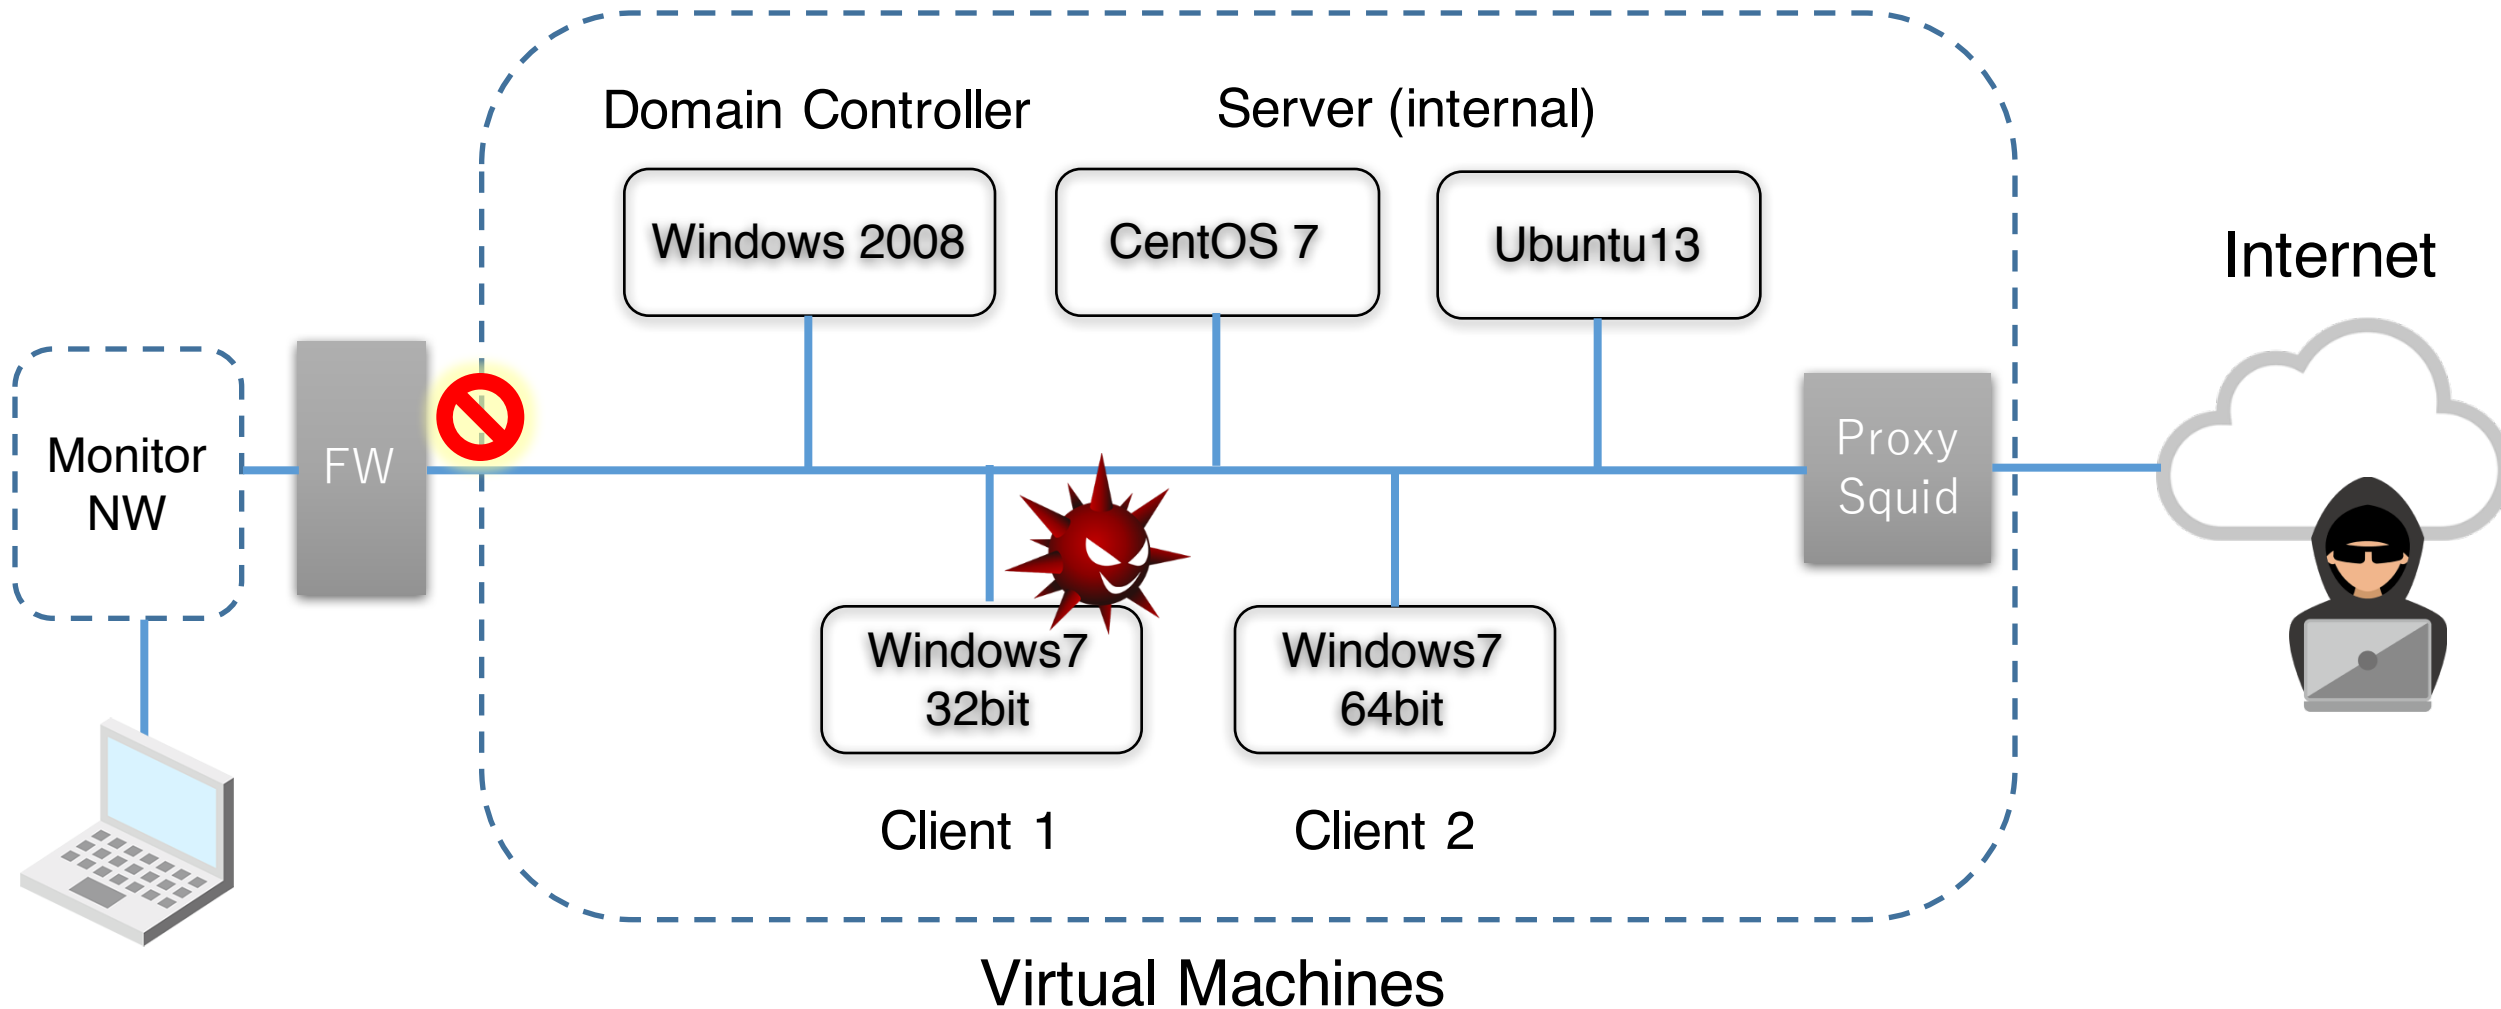 Domain Controller
Server (internal)
Windows 2008
CentOS 7
Ubuntu13
Internet
Monitor
NW
FW
Proxy
Squid
Windows7
32bit
Windows7
64bit
Client 1
Client 2
Virtual Machines